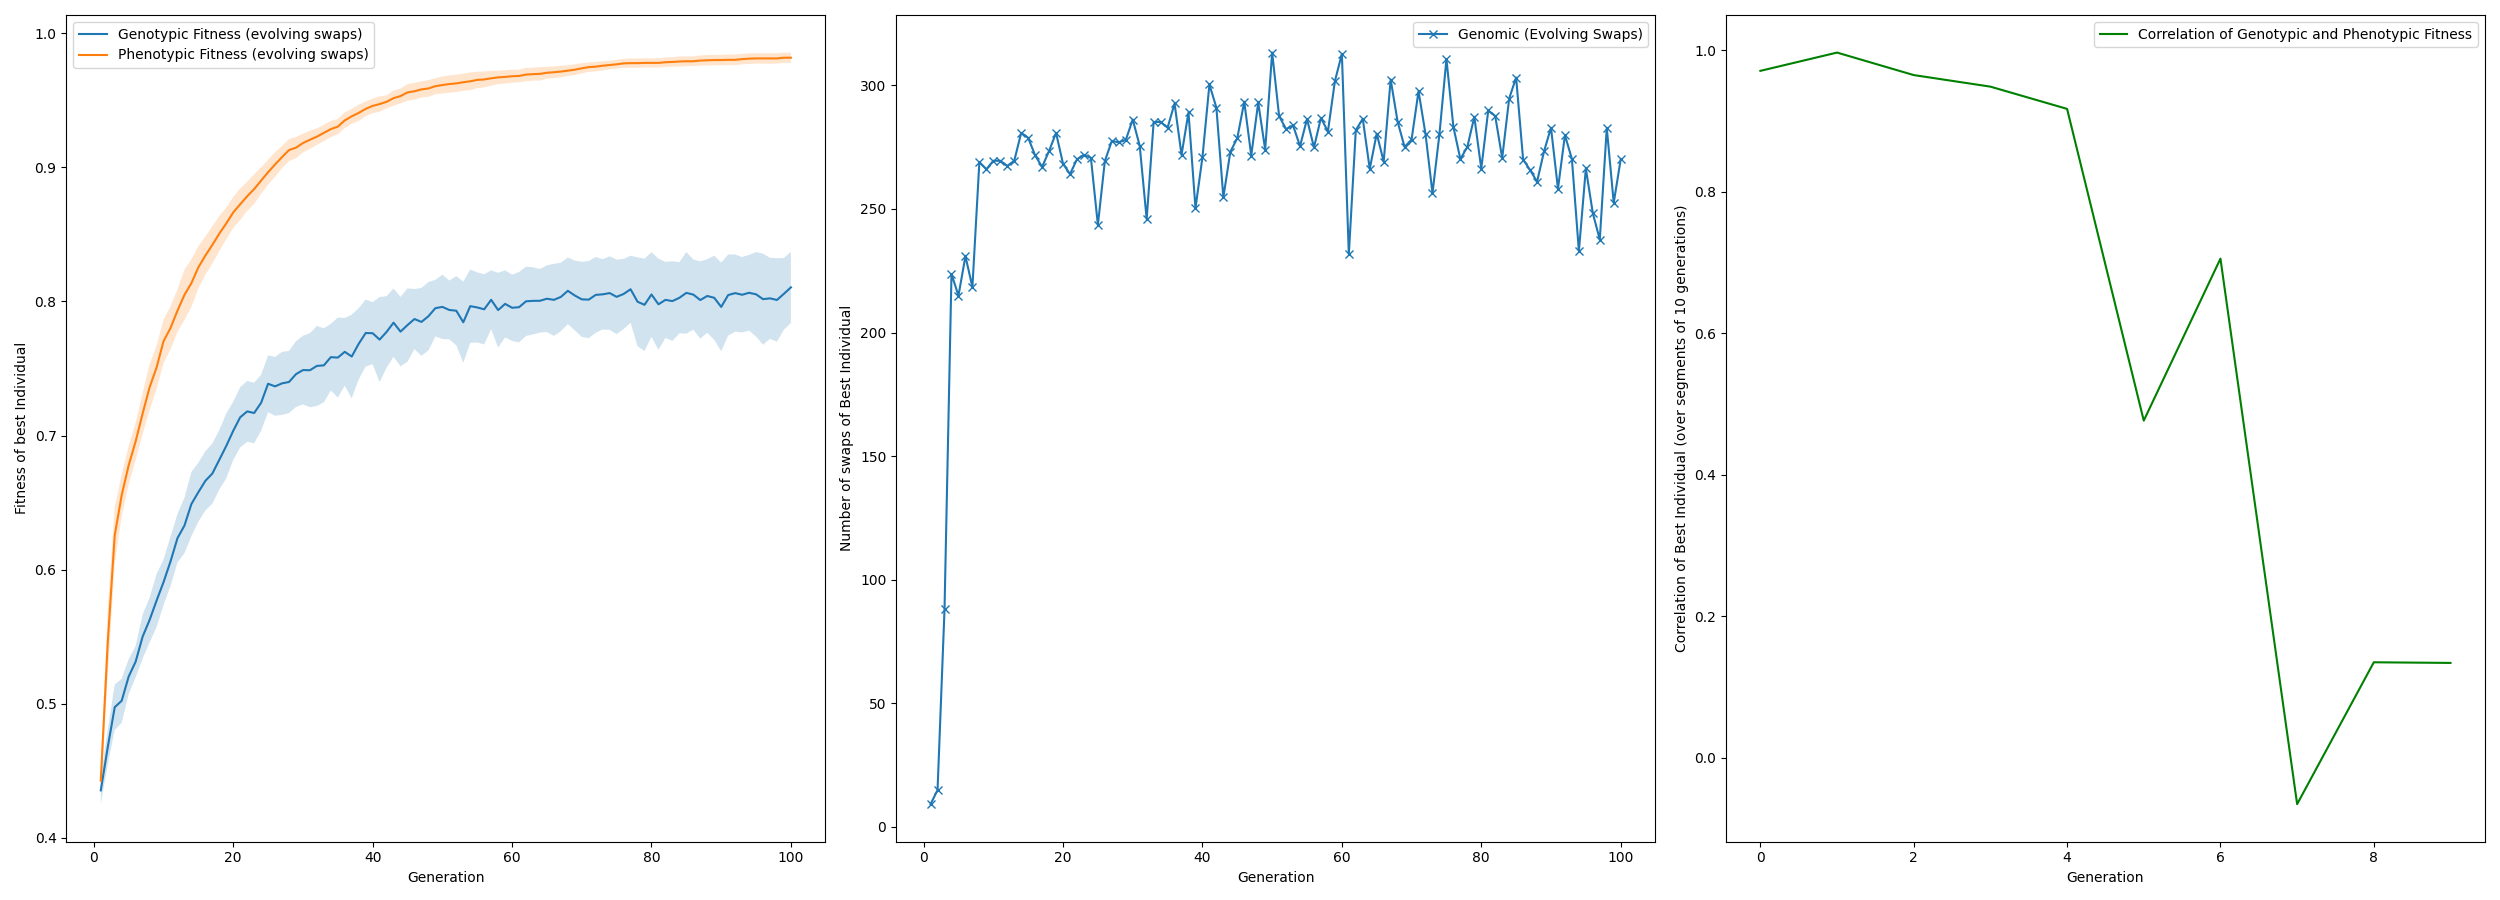 Fitness of best Individual
1.0
0.9
0.8
0.7
0.6
0.5
0.4
Genotypic Fitness (evolving swaps)
Phenotypic Fitness (evolving swaps)
0 20 40 60 80 100
Generation
Number of swaps of Best Individual
300
250
200
150
100
50
0
Genomic (Evolving Swaps)
0 20 40 60 80 100
Generation
Correlation of Best Individual (over segments of 10 generations)
1.0
0.8
0.6
0.4
0.2
0.0
Correlation of Genotypic and Phenotypic Fitness
0 2 4 6 8
Generation